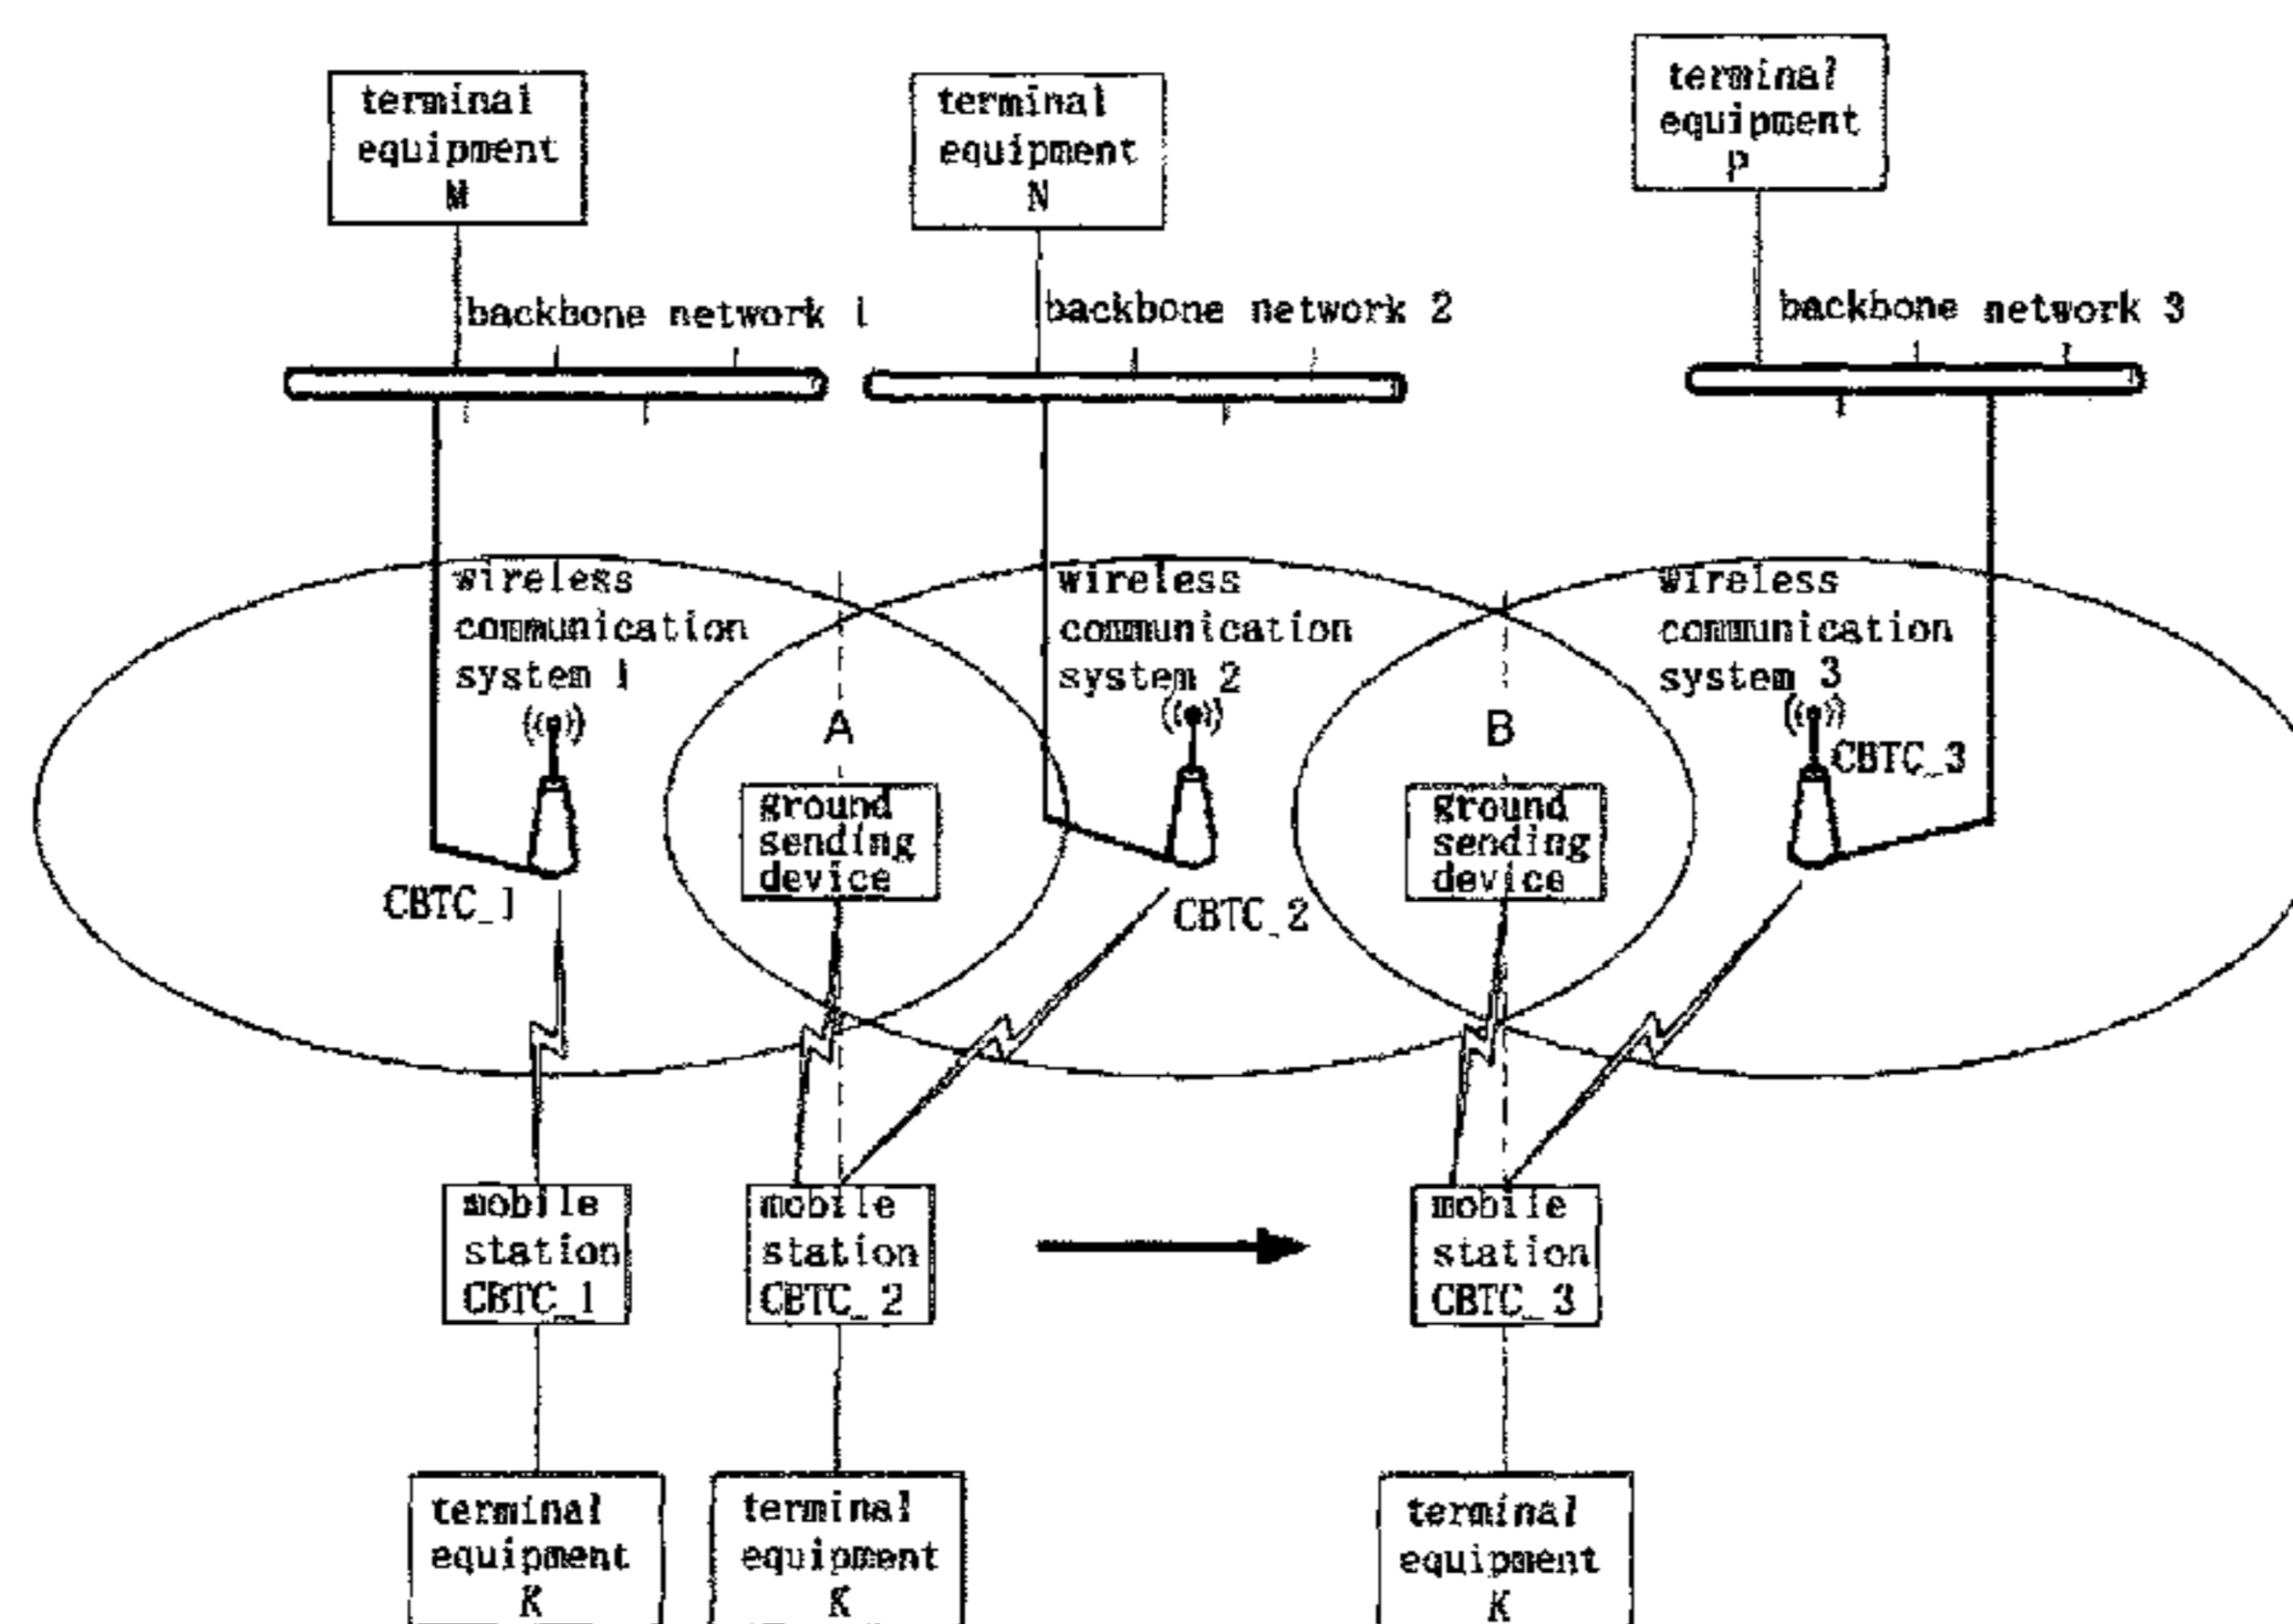 terminal
equipment
M
terminal
equipment
N
terminal
equipment
P
backbone network 1
backbone network 2
backbone network 3
wireless
communication
system 1
wireless
communication
system 2
wireless
communication
system 3
A
B
CBTC_3
ground
sending
device
ground
sending
device
CBTC_1
CBTC_2
mobile
station
CBTC_1
mobile
station
CBTC_2
mobile
station
CBTC_3
terminal
equipment
K
terminal
equipment
K
terminal
equipment
K